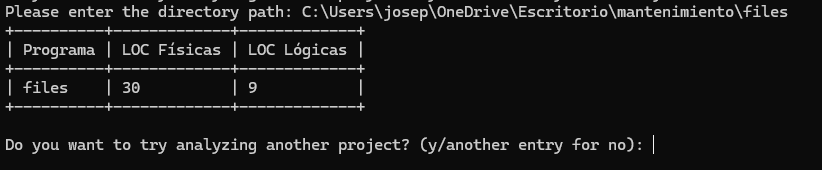 Please enter the directory path: C:\Users\josep\OneDrive\Escritorio\mantenimiento\files
+----------+-------------+-------------+
| Programa | LOC Físicas | LOC Lógicas |
+----------+-------------+-------------+
| files    | 30          | 9           |
+----------+-------------+-------------+
Do you want to try analyzing another project? (y/another entry for no):